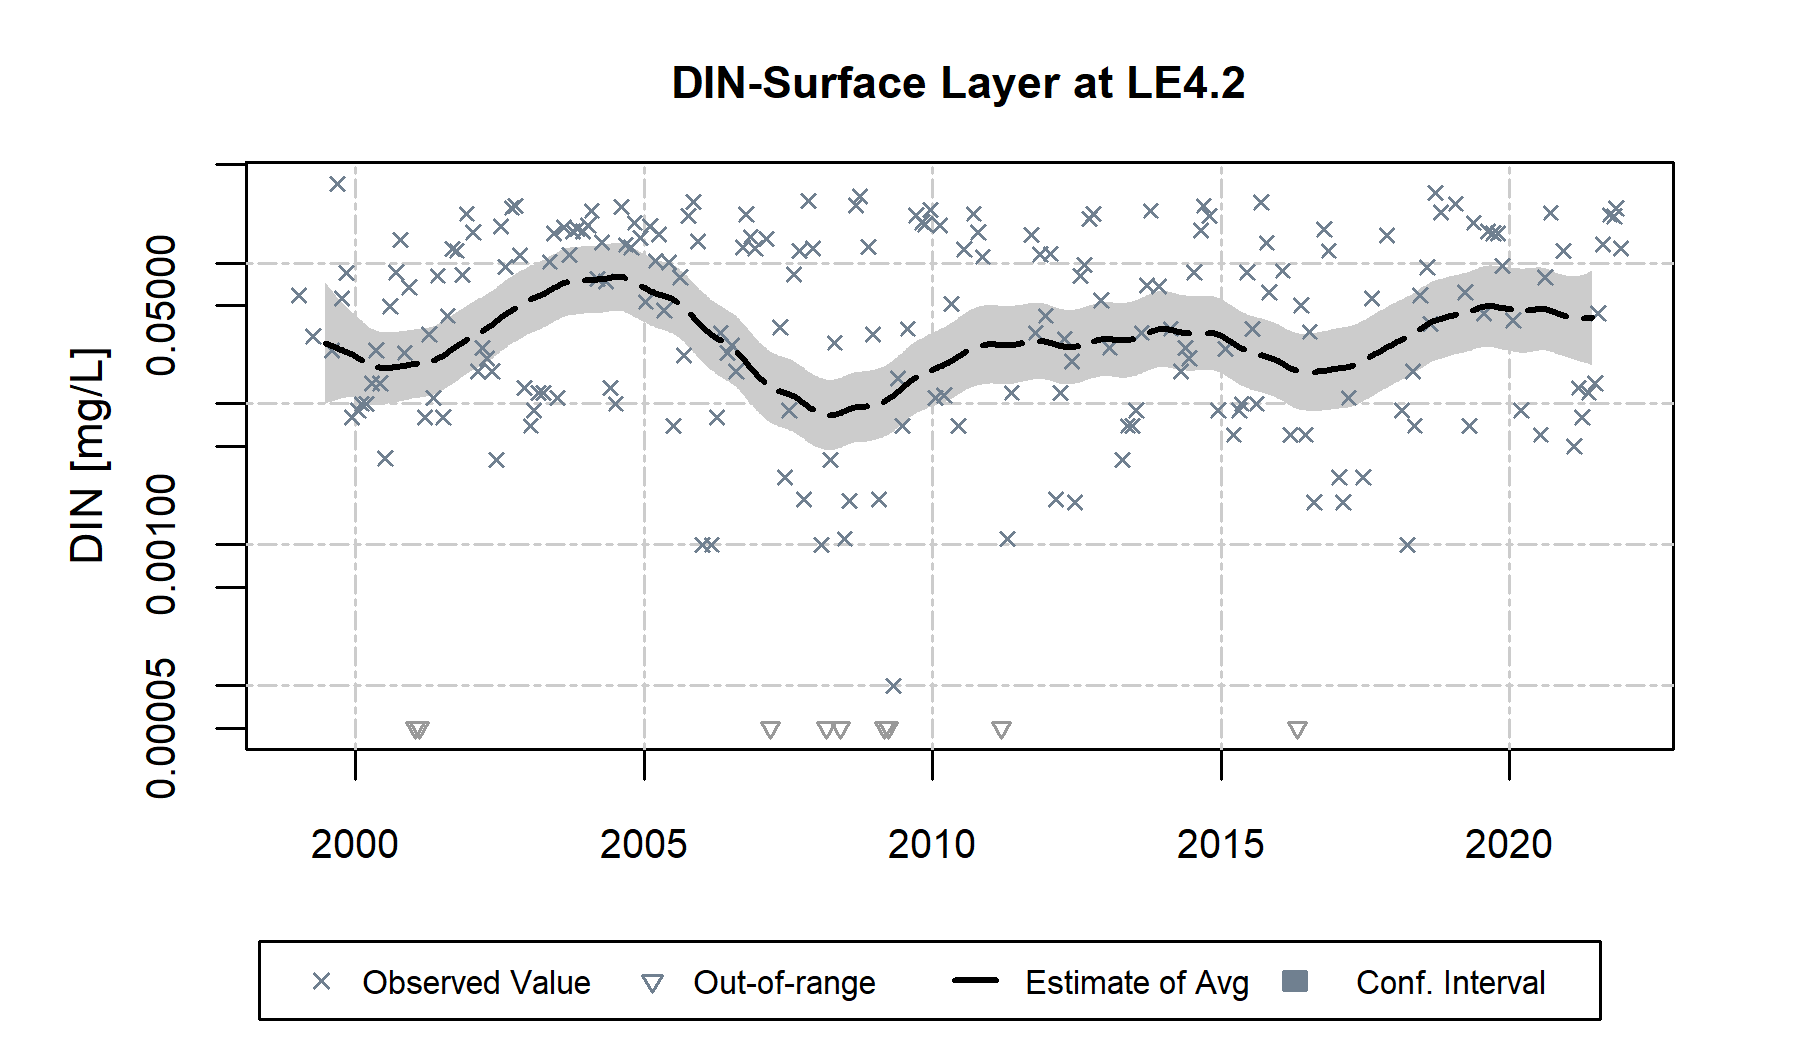 DIN-Surface Layer at LE4.2
DIN [mg/L]
0.05000
0.00100
0.00005
2000 2005 2010 2015 2020
Observed Value Out-of-range Estimate of Avg Conf. Interval